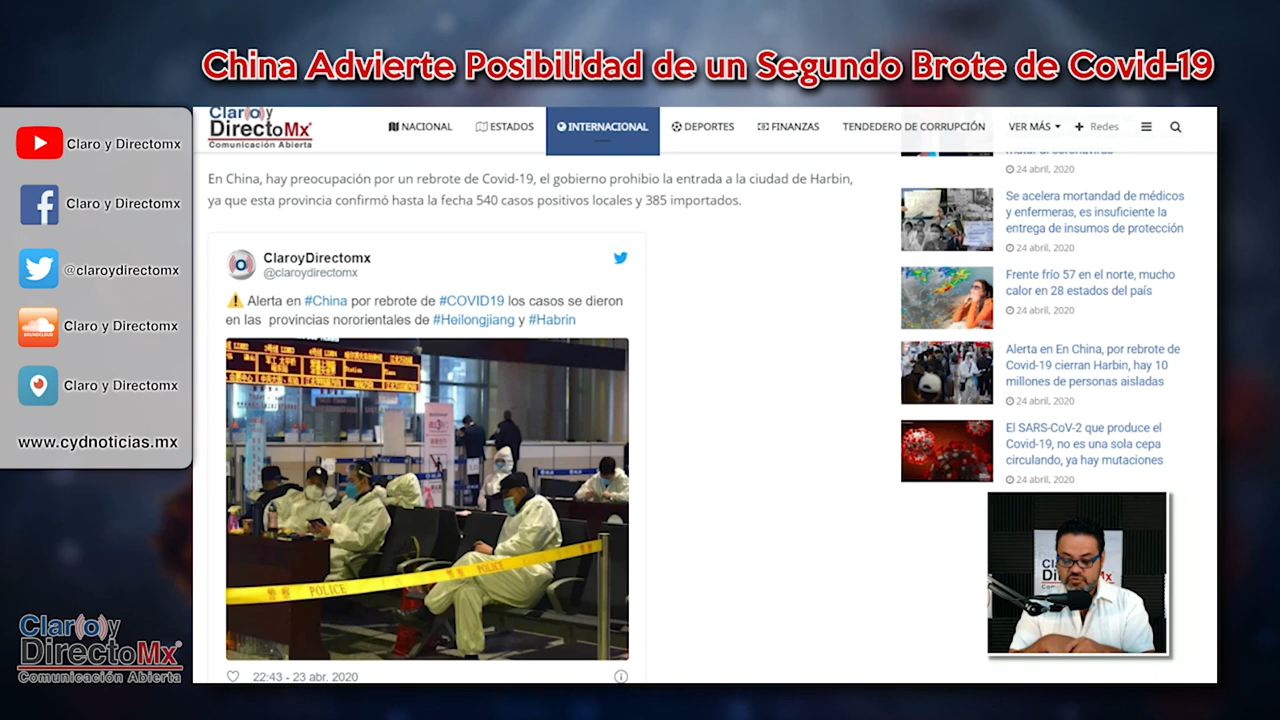 China Advierte Posibilidad de un Segundo Brote de Covid-19
Claro y Directomx
Claro y Directomx
@claroydirectomx
Claro y Directomx
Claro y Directomx
www.cydnoticias.mx
Claro y
DirectoMx
Comunicación Abierta
Claro y
DirectoMx
Comunicación Abierta
NACIONAL ESTADOS INTERNACIONAL DEPORTES FINANZAS TENDEDERO DE CORRUPCIÓN VER MÁS + Redes
En China, hay preocupación por un rebrote de Covid-19, el gobierno prohibio la entrada a la ciudad de Harbin,
ya que esta provincia confirmó hasta la fecha 540 casos positivos locales y 385 importados.
ClaroyDirectomx
@claroydirectomx
Alerta en #China por rebrote de #COVID19 los casos se dieron
en las provincias nororientales de #Heilongjiang y #Habrin
POLICE
POLICE
22:43 - 23 abr. 2020
matar al coronavirus
24 abril, 2020
Se acelera mortandad de médicos
y enfermeras, es insuficiente la
entrega de insumos de protección
24 abril, 2020
Frente frío 57 en el norte, mucho
calor en 28 estados del país
24 abril, 2020
Alerta en En China, por rebrote de
Covid-19 cierran Harbin, hay 10
millones de personas aisladas
24 abril, 2020
El SARS-CoV-2 que produce el
Covid-19, no es una sola cepa
circulando, ya hay mutaciones
24 abril, 2020